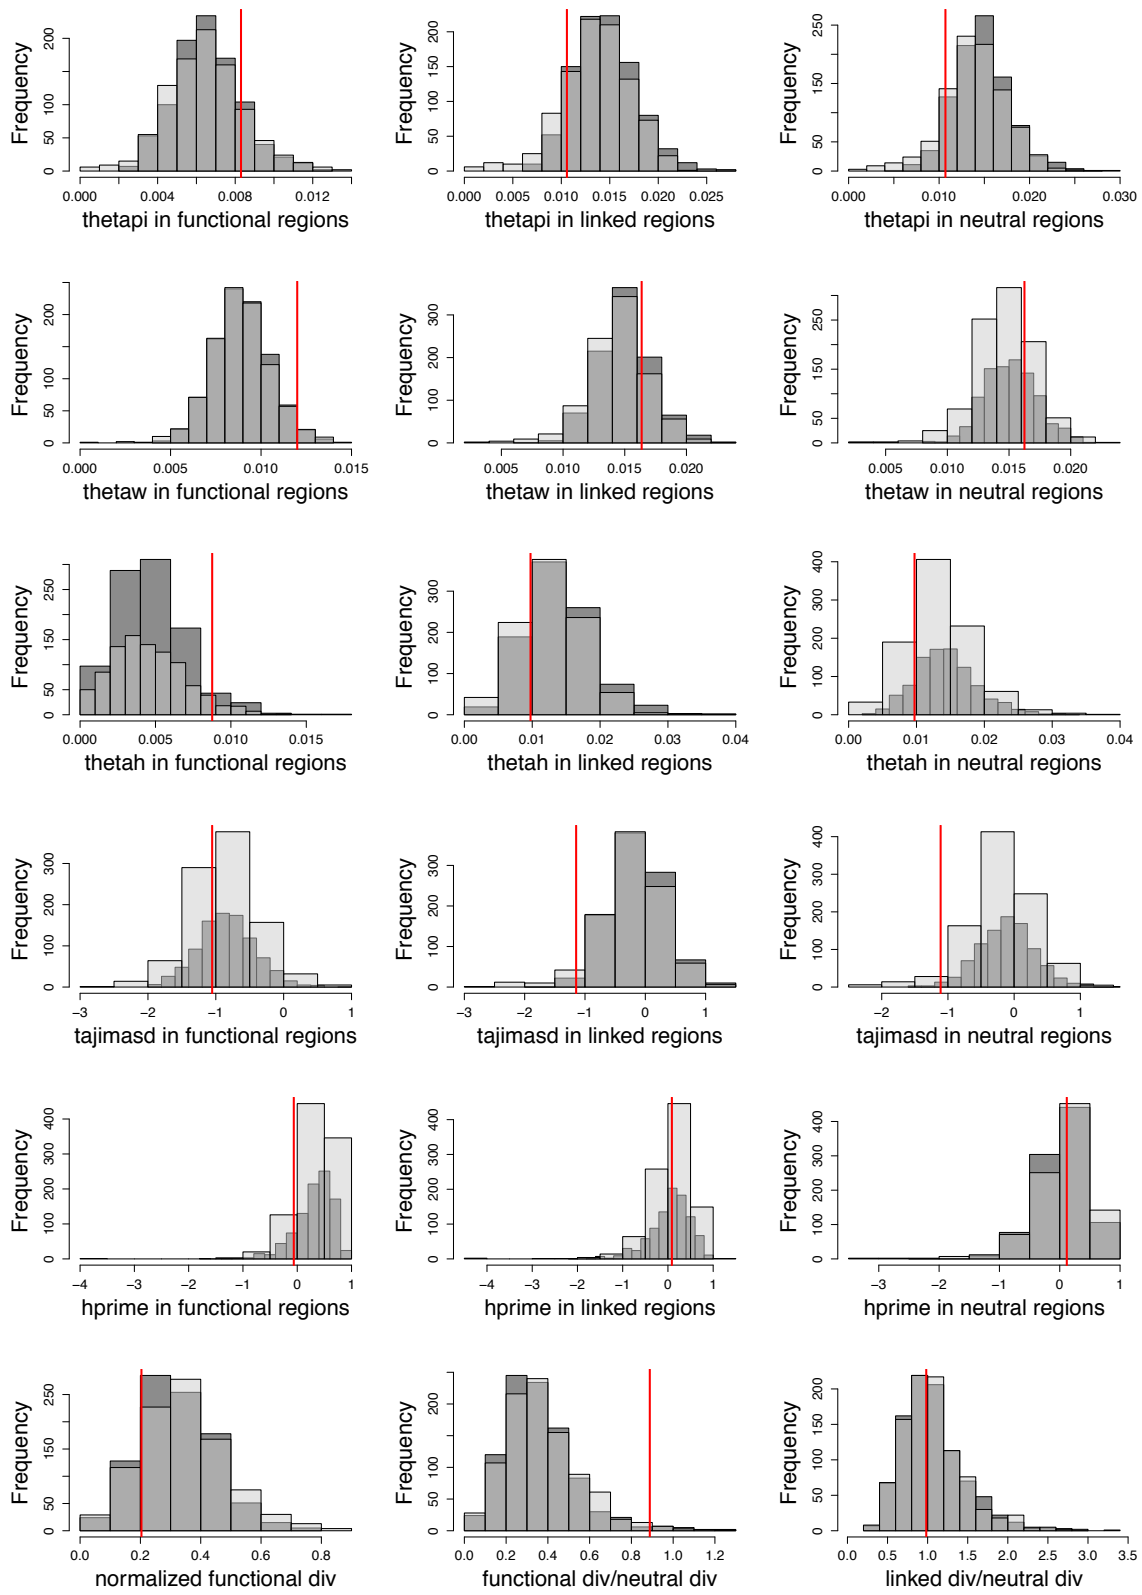 Frequency
0 50 100 200
0.000 0.004 0.008 0.012
thetapi in functional regions
Frequency
0 50 100 200
0.000 0.005 0.010 0.015 0.020 0.025
thetapi in linked regions
Frequency
0 50 150 250
0.000 0.010 0.020 0.030
thetapi in neutral regions
Frequency
0 50 100 200
0.000 0.005 0.010 0.015
thetaw in functional regions
Frequency
0 100 200 300
0.005 0.010 0.015 0.020
thetaw in linked regions
Frequency
0 50 150 250
0.005 0.010 0.015 0.020
thetaw in neutral regions
Frequency
0 50 150 250
0.000 0.005 0.010 0.015
thetah in functional regions
Frequency
0 100 200 300
0.00 0.01 0.02 0.03 0.04
thetah in linked regions
Frequency
0 100 200 300 400
0.00 0.01 0.02 0.03 0.04
thetah in neutral regions
Frequency
0 100 200 300
−3 −2 −1 0 1
tajimasd in functional regions
Frequency
0 100 200 300
−3 −2 −1 0 1
tajimasd in linked regions
Frequency
0 100 200 300 400
−2 −1 0 1
tajimasd in neutral regions
Frequency
0 100 200 300 400
−4 −3 −2 −1 0 1
hprime in functional regions
Frequency
0 100 200 300 400
−4 −3 −2 −1 0 1
hprime in linked regions
Frequency
0 100 200 300 400
−3 −2 −1 0 1
hprime in neutral regions
Frequency
0 50 150 250
0.0 0.2 0.4 0.6 0.8
normalized functional div
Frequency
0 50 100 200
0.0 0.2 0.4 0.6 0.8 1.0 1.2
functional div/neutral div
Frequency
0 50 100 150 200
0.0 0.5 1.0 1.5 2.0 2.5 3.0 3.5
linked div/neutral div